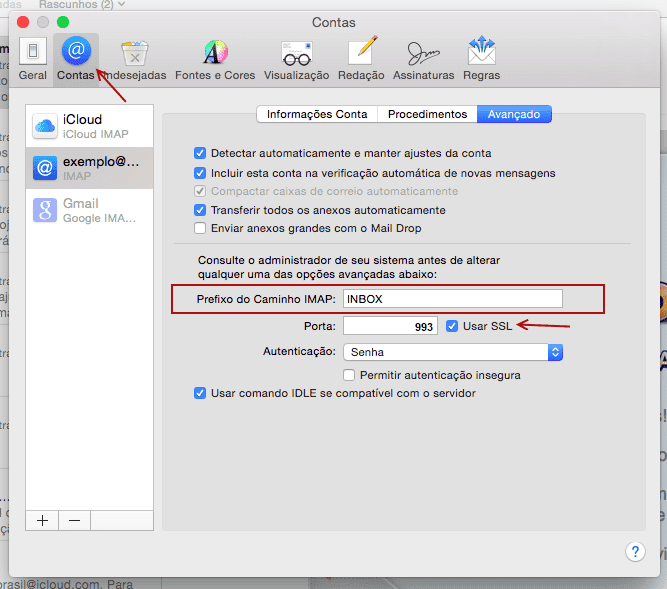 Rascunhos (2)
Contas
Geral
Contas
Indesejadas
Fontes e Cores
Visualização
Redação
Assinaturas
Regras
iCloud
iCloud IMAP
exemplo@...
IMAP
Gmail
Google IMA...
Informações Conta
Procedimentos
Avançado
Detectar automaticamente e manter ajustes da conta
Incluir esta conta na verificação automática de novas mensagens
Compactar caixas de correio automaticamente
Transferir todos os anexos automaticamente
Enviar anexos grandes com o Mail Drop
Consulte o administrador de seu sistema antes de alterar
qualquer uma das opções avançadas abaixo:
Prefixo do Caminho IMAP: INBOX
Porta: 993 Usar SSL
Autenticação: Senha
Permitir autenticação insegura
Usar comando IDLE se compatível com o servidor
+ −
?
brasil@icloud.com. Para